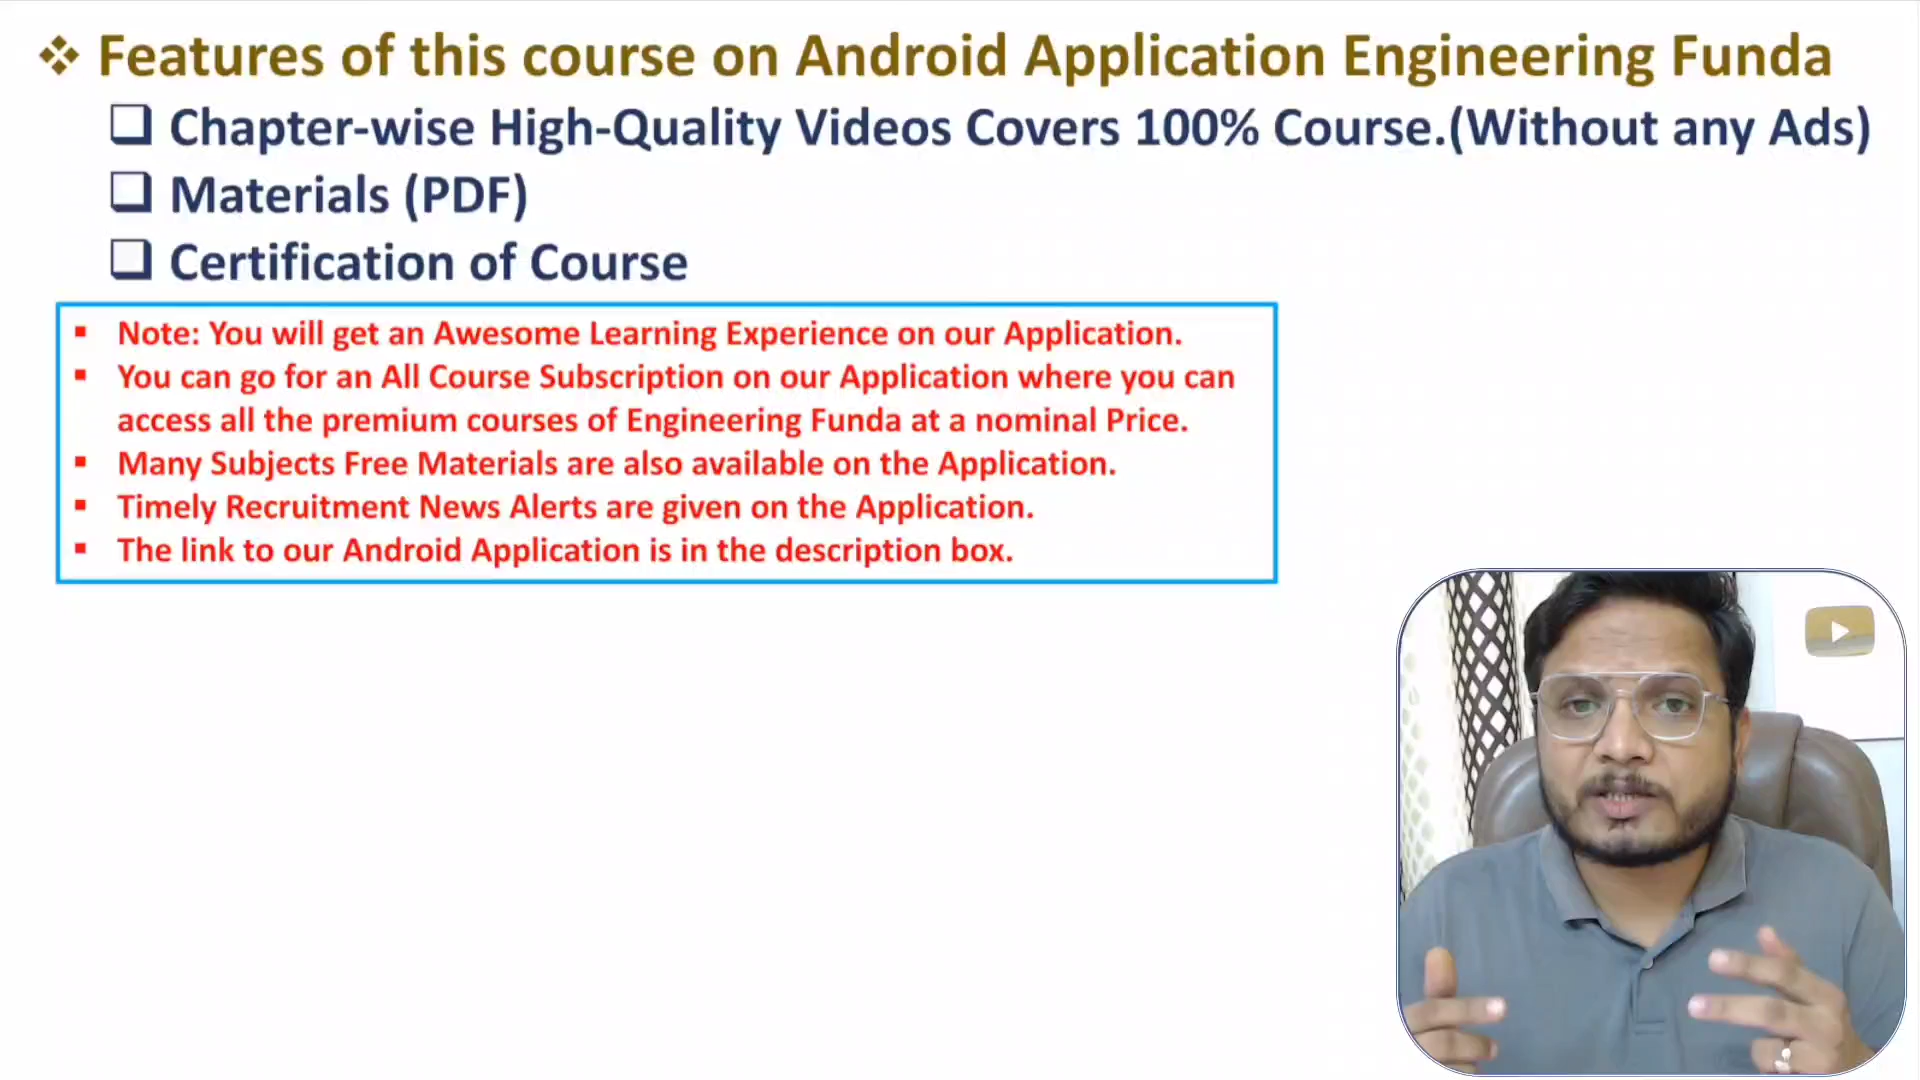 Features of this course on Android Application Engineering Funda
Chapter-wise High-Quality Videos Covers 100% Course.(Without any Ads)
Materials (PDF)
Certification of Course
Note: You will get an Awesome Learning Experience on our Application.
You can go for an All Course Subscription on our Application where you can
access all the premium courses of Engineering Funda at a nominal Price.
Many Subjects Free Materials are also available on the Application.
Timely Recruitment News Alerts are given on the Application.
The link to our Android Application is in the description box.